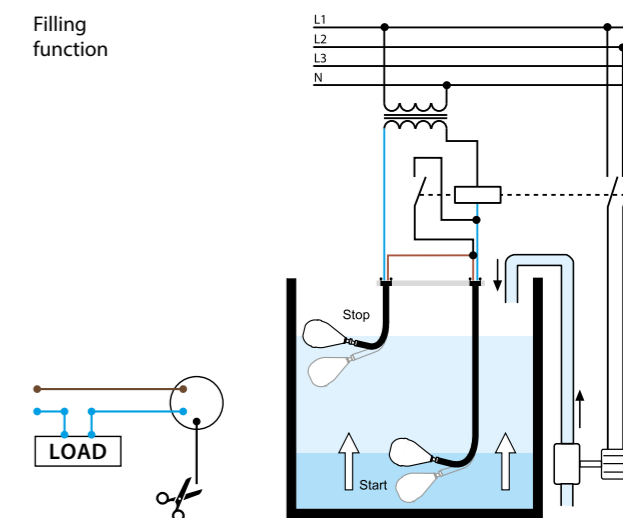 Filling
function
L1
L2
L3
N
Stop
Start
LOAD